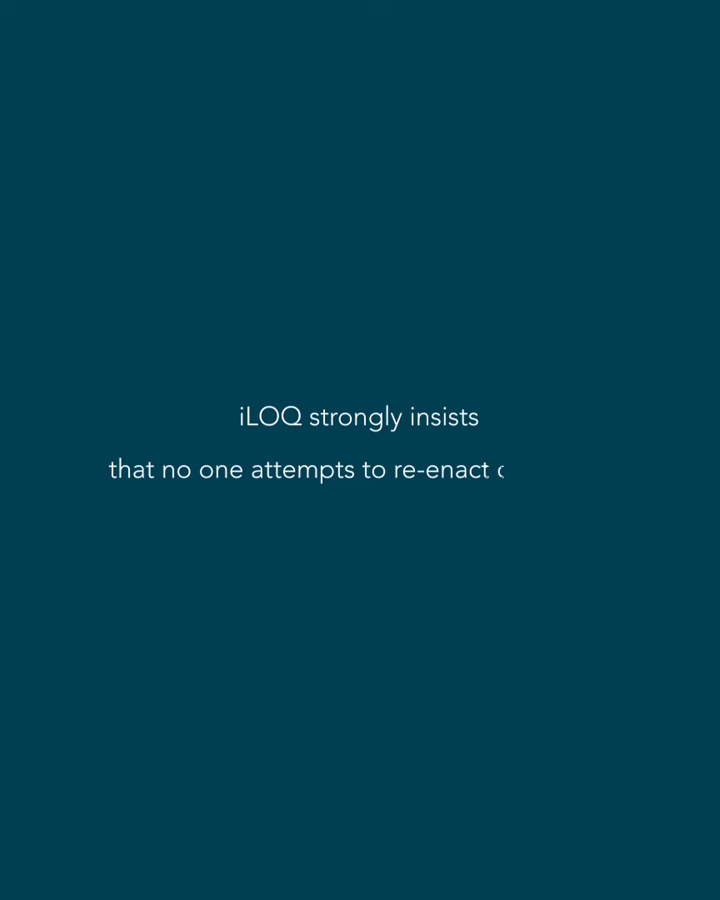 iLOQ strongly insists
that no one attempts to re-enact